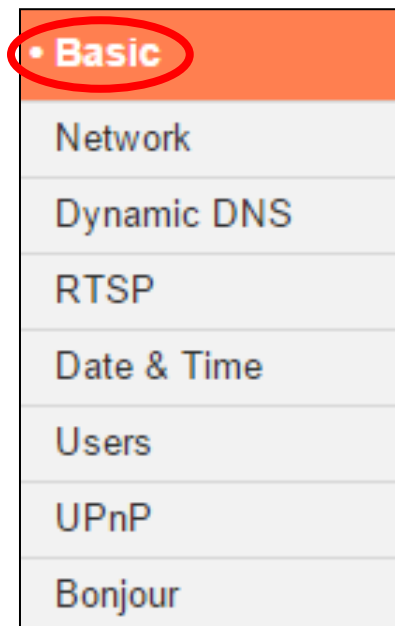 • Basic
Network
Dynamic DNS
RTSP
Date & Time
Users
UPnP
Bonjour